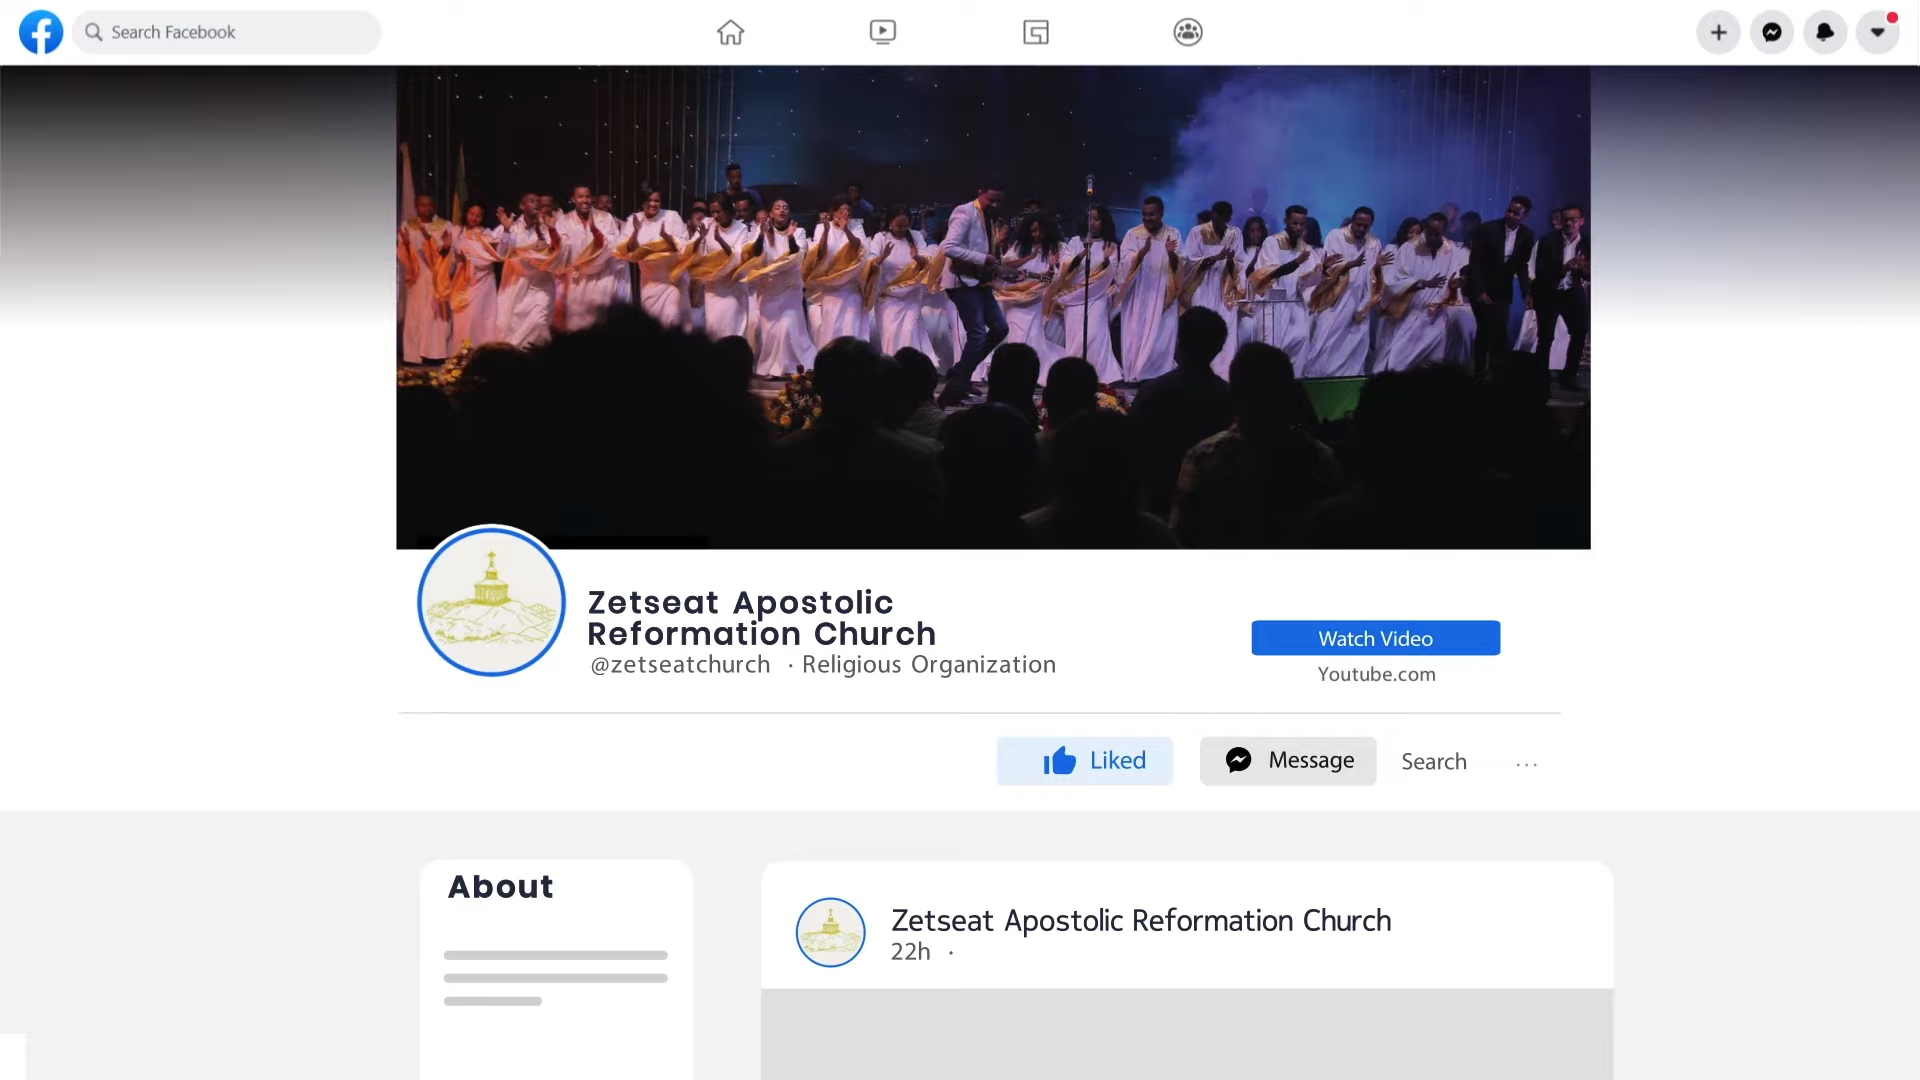 Search Facebook
Zetseat Apostolic
Reformation Church
@zetseatchurch · Religious Organization
Watch Video
Youtube.com
Liked
Message
Search
...
About
Zetseat Apostolic Reformation Church
22h ·